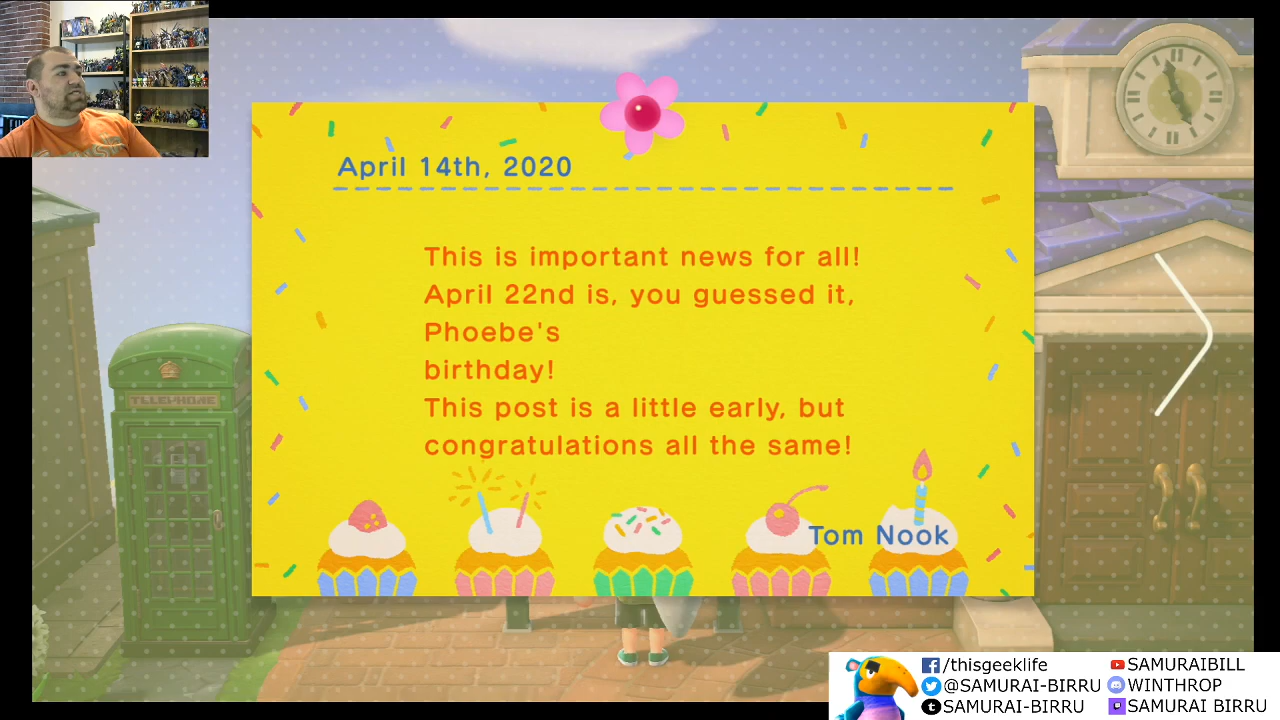 April 14th, 2020
This is important news for all!
April 22nd is, you guessed it,
Phoebe's
birthday!
This post is a little early, but
congratulations all the same!
Tom Nook
TELEPHONE
/thisgeeklife
@SAMURAI-BIRRU
SAMURAI-BIRRU
SAMURAIBILL
WINTHROP
SAMURAI BIRRU